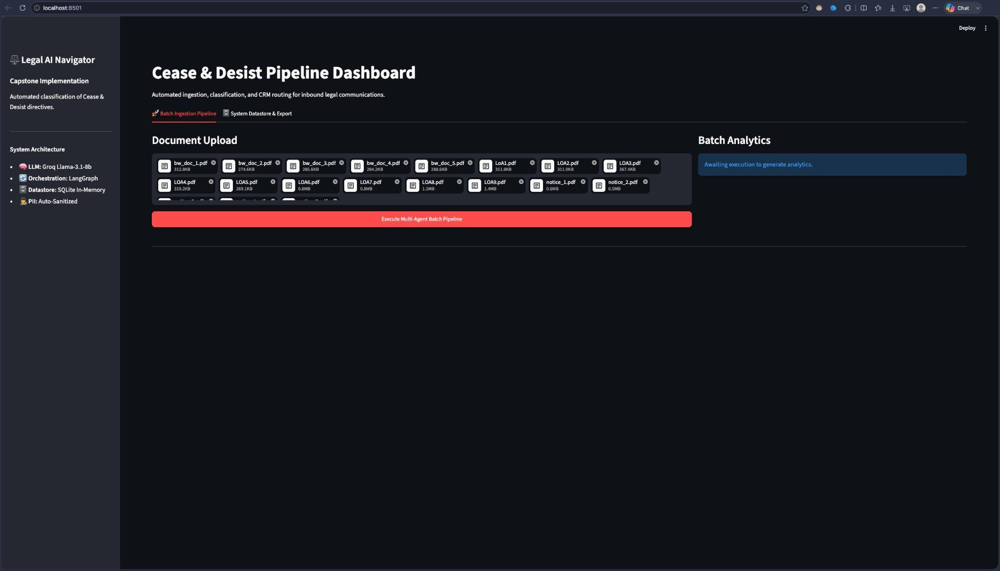 localhost:8501
Chat
Deploy
Legal AI Navigator
Capstone Implementation
Automated classification of Cease &
Desist directives.
System Architecture
LLM: Groq Llama-3.1-8b
Orchestration: LangGraph
Datastore: SQLite In-Memory
PII: Auto-Sanitized
Cease & Desist Pipeline Dashboard
Automated ingestion, classification, and CRM routing for inbound legal communications.
Batch Ingestion Pipeline
System Datastore & Export
Document Upload
bw_doc_1.pdf
312.8KB
bw_doc_2.pdf
274.6KB
bw_doc_3.pdf
285.6KB
bw_doc_4.pdf
284.2KB
bw_doc_5.pdf
288.6KB
LoA1.pdf
311.8KB
LOA2.pdf
311.9KB
LOA3.pdf
367.4KB
LOA4.pdf
319.2KB
LOA5.pdf
269.1KB
LOA6.pdf
0.8MB
LOA7.pdf
0.8MB
LOA8.pdf
1.1MB
LOA9.pdf
1.4MB
notice_1.pdf
0.6MB
notice_2.pdf
0.5MB
Execute Multi-Agent Batch Pipeline
Batch Analytics
Awaiting execution to generate analytics.